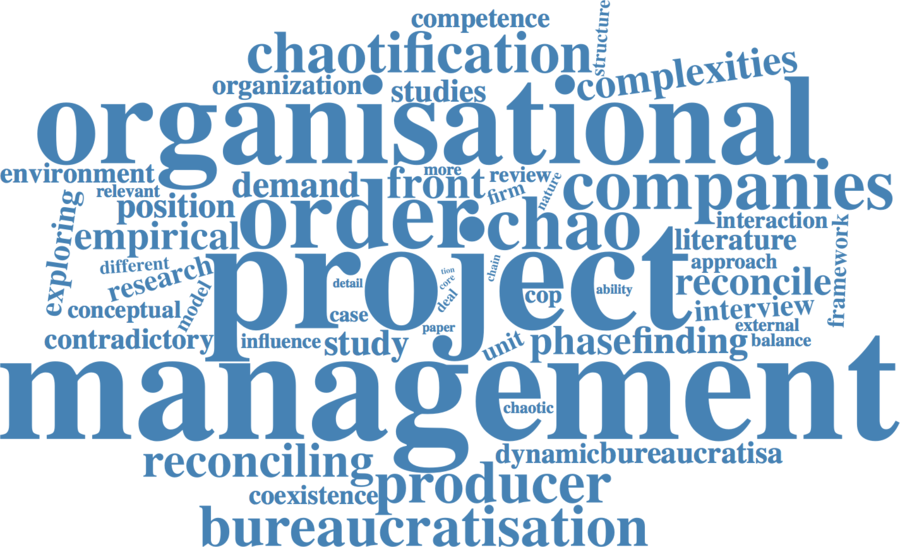 competence
structure
chaotification
organization
studies
complexities
organisational
environment
relevant
more
review
demand
front
firm
nature
companies
exploring
position
order
chao
interaction
empirical
literature
framework
different
research
project
approach
reconcile
tion
core
chain
detail
deal
cop
ability
conceptual
model
case
interview
paper
external
contradictory
influence
study
unit
phasefinding
balance
management
chaotic
reconciling
dynamicbureaucratisa
coexistence
producer
bureaucratisation